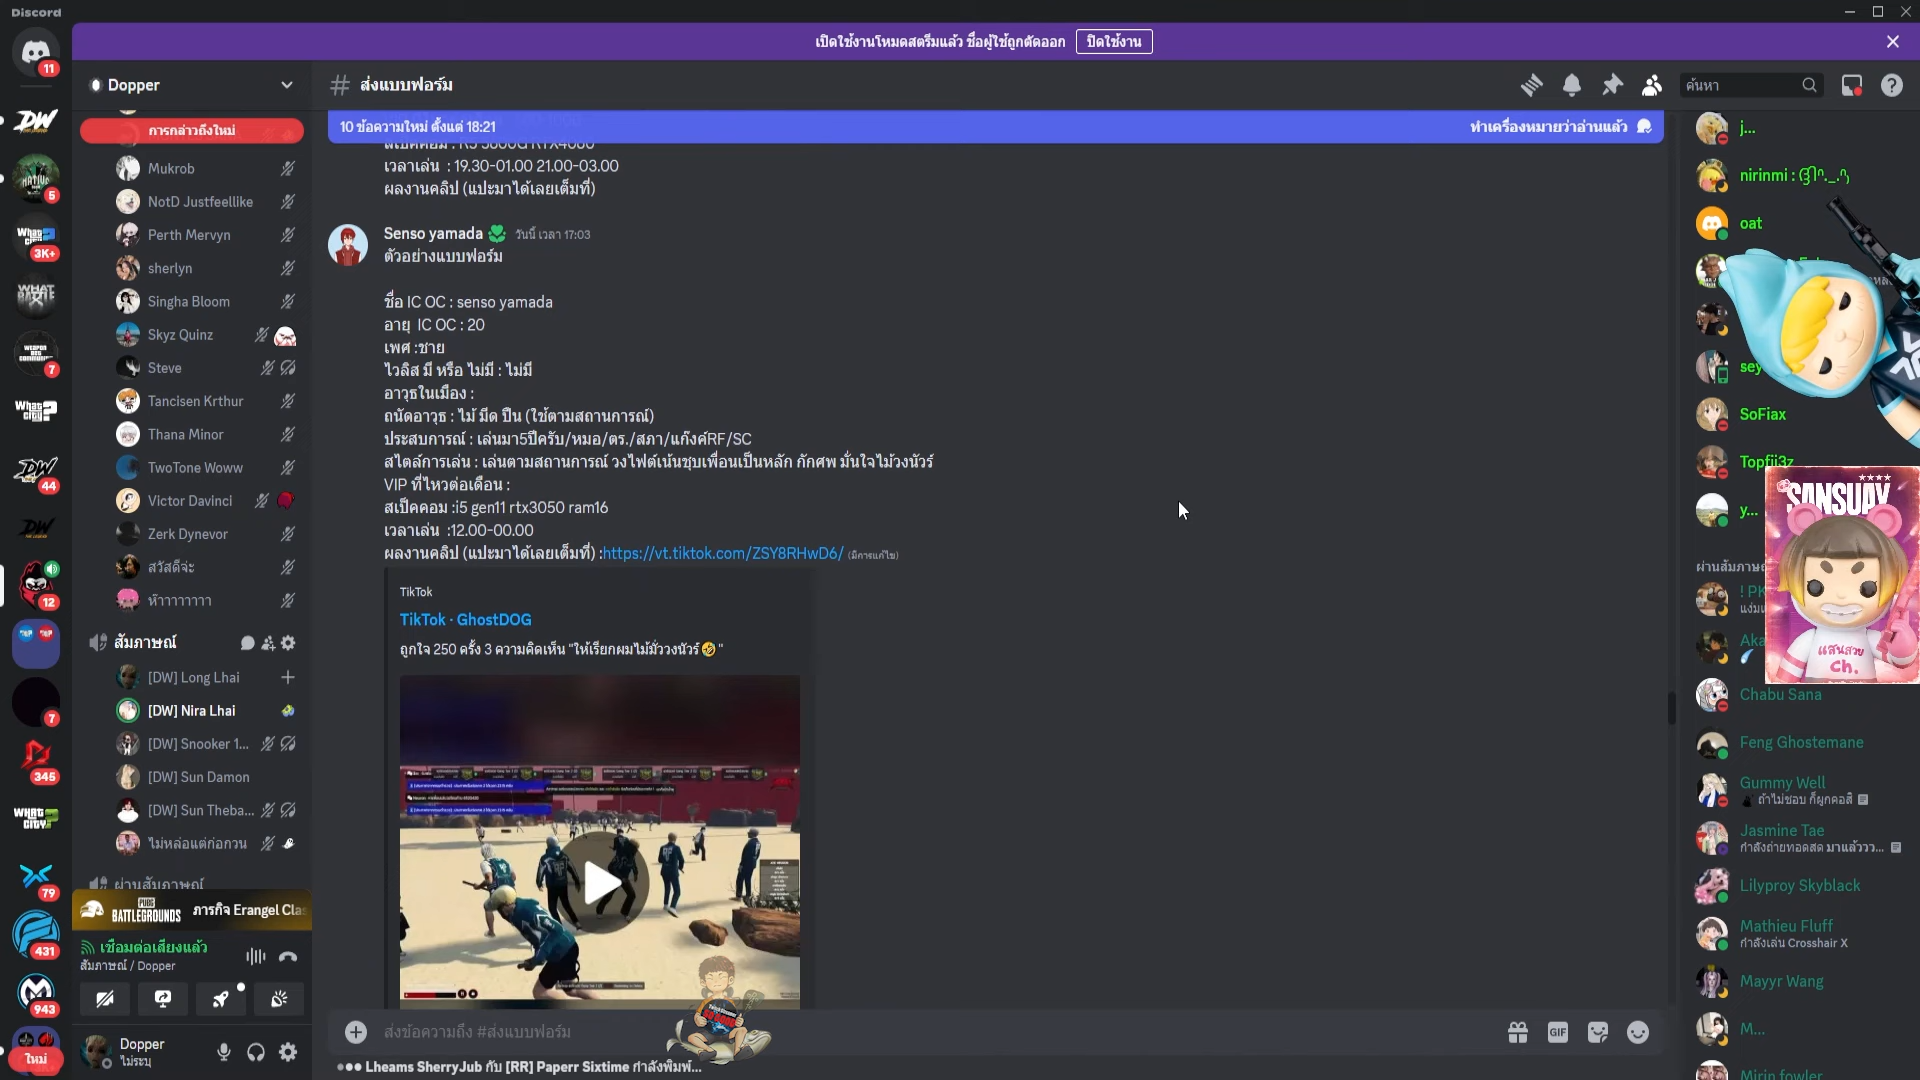 Discord
เปิดใช้งานโหมดสตรีมแล้ว ชื่อผู้ใช้ถูกตัดออก
ปิดใช้งาน
11
5
3K+
7
44
12
7
345
79
431
943
ใหม่
Dopper
การกล่าวถึงใหม่
Mukrob
NotD Justfeellike
Perth Mervyn
sherlyn
Singha Bloom
Skyz Quinz
Steve
Tancisen Krthur
Thana Minor
TwoTone Woww
Victor Davinci
Zerk Dynevor
สวัสดีจ่ะ
ห๊าาาาาาาา
สัมภาษณ์
[DW] Long Lhai
[DW] Nira Lhai
[DW] Snooker 1...
[DW] Sun Damon
[DW] Sun Theba...
ไม่หล่อแต่ก่อกวน
ผ่านสัมภาษณ์
PUBG BATTLEGROUNDS
ภารกิจ Erangel Clas
เชื่อมต่อเสียงแล้ว
สัมภาษณ์ / Dopper
Dopper
ไม่ระบุ
# ส่งแบบฟอร์ม
ค้นหา
10 ข้อความใหม่ ตั้งแต่ 18:21
ทำเครื่องหมายว่าอ่านแล้ว
เวลาเล่น : 19.30-01.00 21.00-03.00
ผลงานคลิป (แปะมาได้เลยเต็มที่)
Senso yamada วันนี้ เวลา 17:03
ตัวอย่างแบบฟอร์ม
ชื่อ IC OC : senso yamada
อายุ IC OC : 20
เพศ :ชาย
ไวลิส มี หรือ ไม่มี : ไม่มี
อาวุธในเมือง :
ถนัดอาวุธ : ไม้ มีด ปืน (ใช้ตามสถานการณ์)
ประสบการณ์ : เล่นมา5ปีครับ/หมอ/ตร./สภา/แก๊งค์RF/SC
สไตล์การเล่น : เล่นตามสถานการณ์ วงไฟต์เน้นชุบเพื่อนเป็นหลัก กักศพ มั่นใจไม้วงนัวร์
VIP ที่ไหวต่อเดือน :
สเป็คคอม :i5 gen11 rtx3050 ram16
เวลาเล่น :12.00-00.00
ผลงานคลิป (แปะมาได้เลยเต็มที่) :https://vt.tiktok.com/ZSY8RHwD6/ (มีการแก้ไข)
TikTok
TikTok · GhostDOG
ถูกใจ 250 ครั้ง 3 ความคิดเห็น "ให้เรียกผมไม้มั่ววงนัวร์🤣 "
ส่งข้อความถึง #ส่งแบบฟอร์ม
GIF
Lheams SherryJub กับ [RR] Paperr Sixtime กำลังพิมพ์...
j...
nirinmi :
oat
sey
SoFiax
Topfii3z
y...
SANSUAY
แสนสวย
Ch.
ผ่านสัมภาษ
! PK
Aka
Chabu Sana
Feng Ghostemane
Gummy Well
ถ้าไม่ชอบ ก็ผูกคอสิ
Jasmine Tae
กำลังถ่ายทอดสด มาแล้ววว...
Lilyproy Skyblack
Mathieu Fluff
กำลังเล่น Crosshair X
Mayyr Wang
M...
Mirin fowler